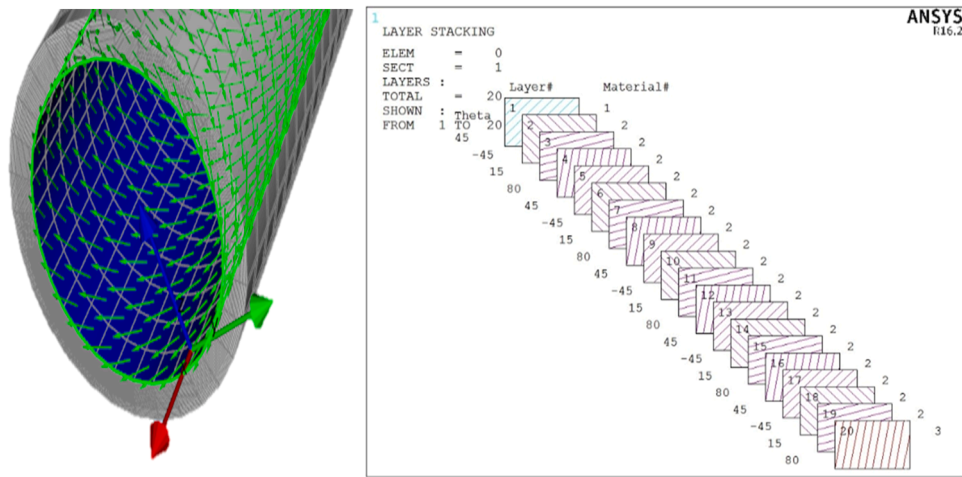 1
ANSYS
R16.2
LAYER STACKING
ELEM = 0
SECT = 1
LAYERS :
TOTAL = 20
SHOWN :
FROM 1 TO 20
Theta Layer# Material#
45 1 1
-45 2 2
15 3 2
80 4 2
45 5 2
-45 6 2
15 7 2
80 8 2
45 9 2
-45 10 2
15 11 2
80 12 2
45 13 2
-45 14 2
15 15 2
80 16 2
45 17 2
-45 18 2
15 19 2
80 20 3